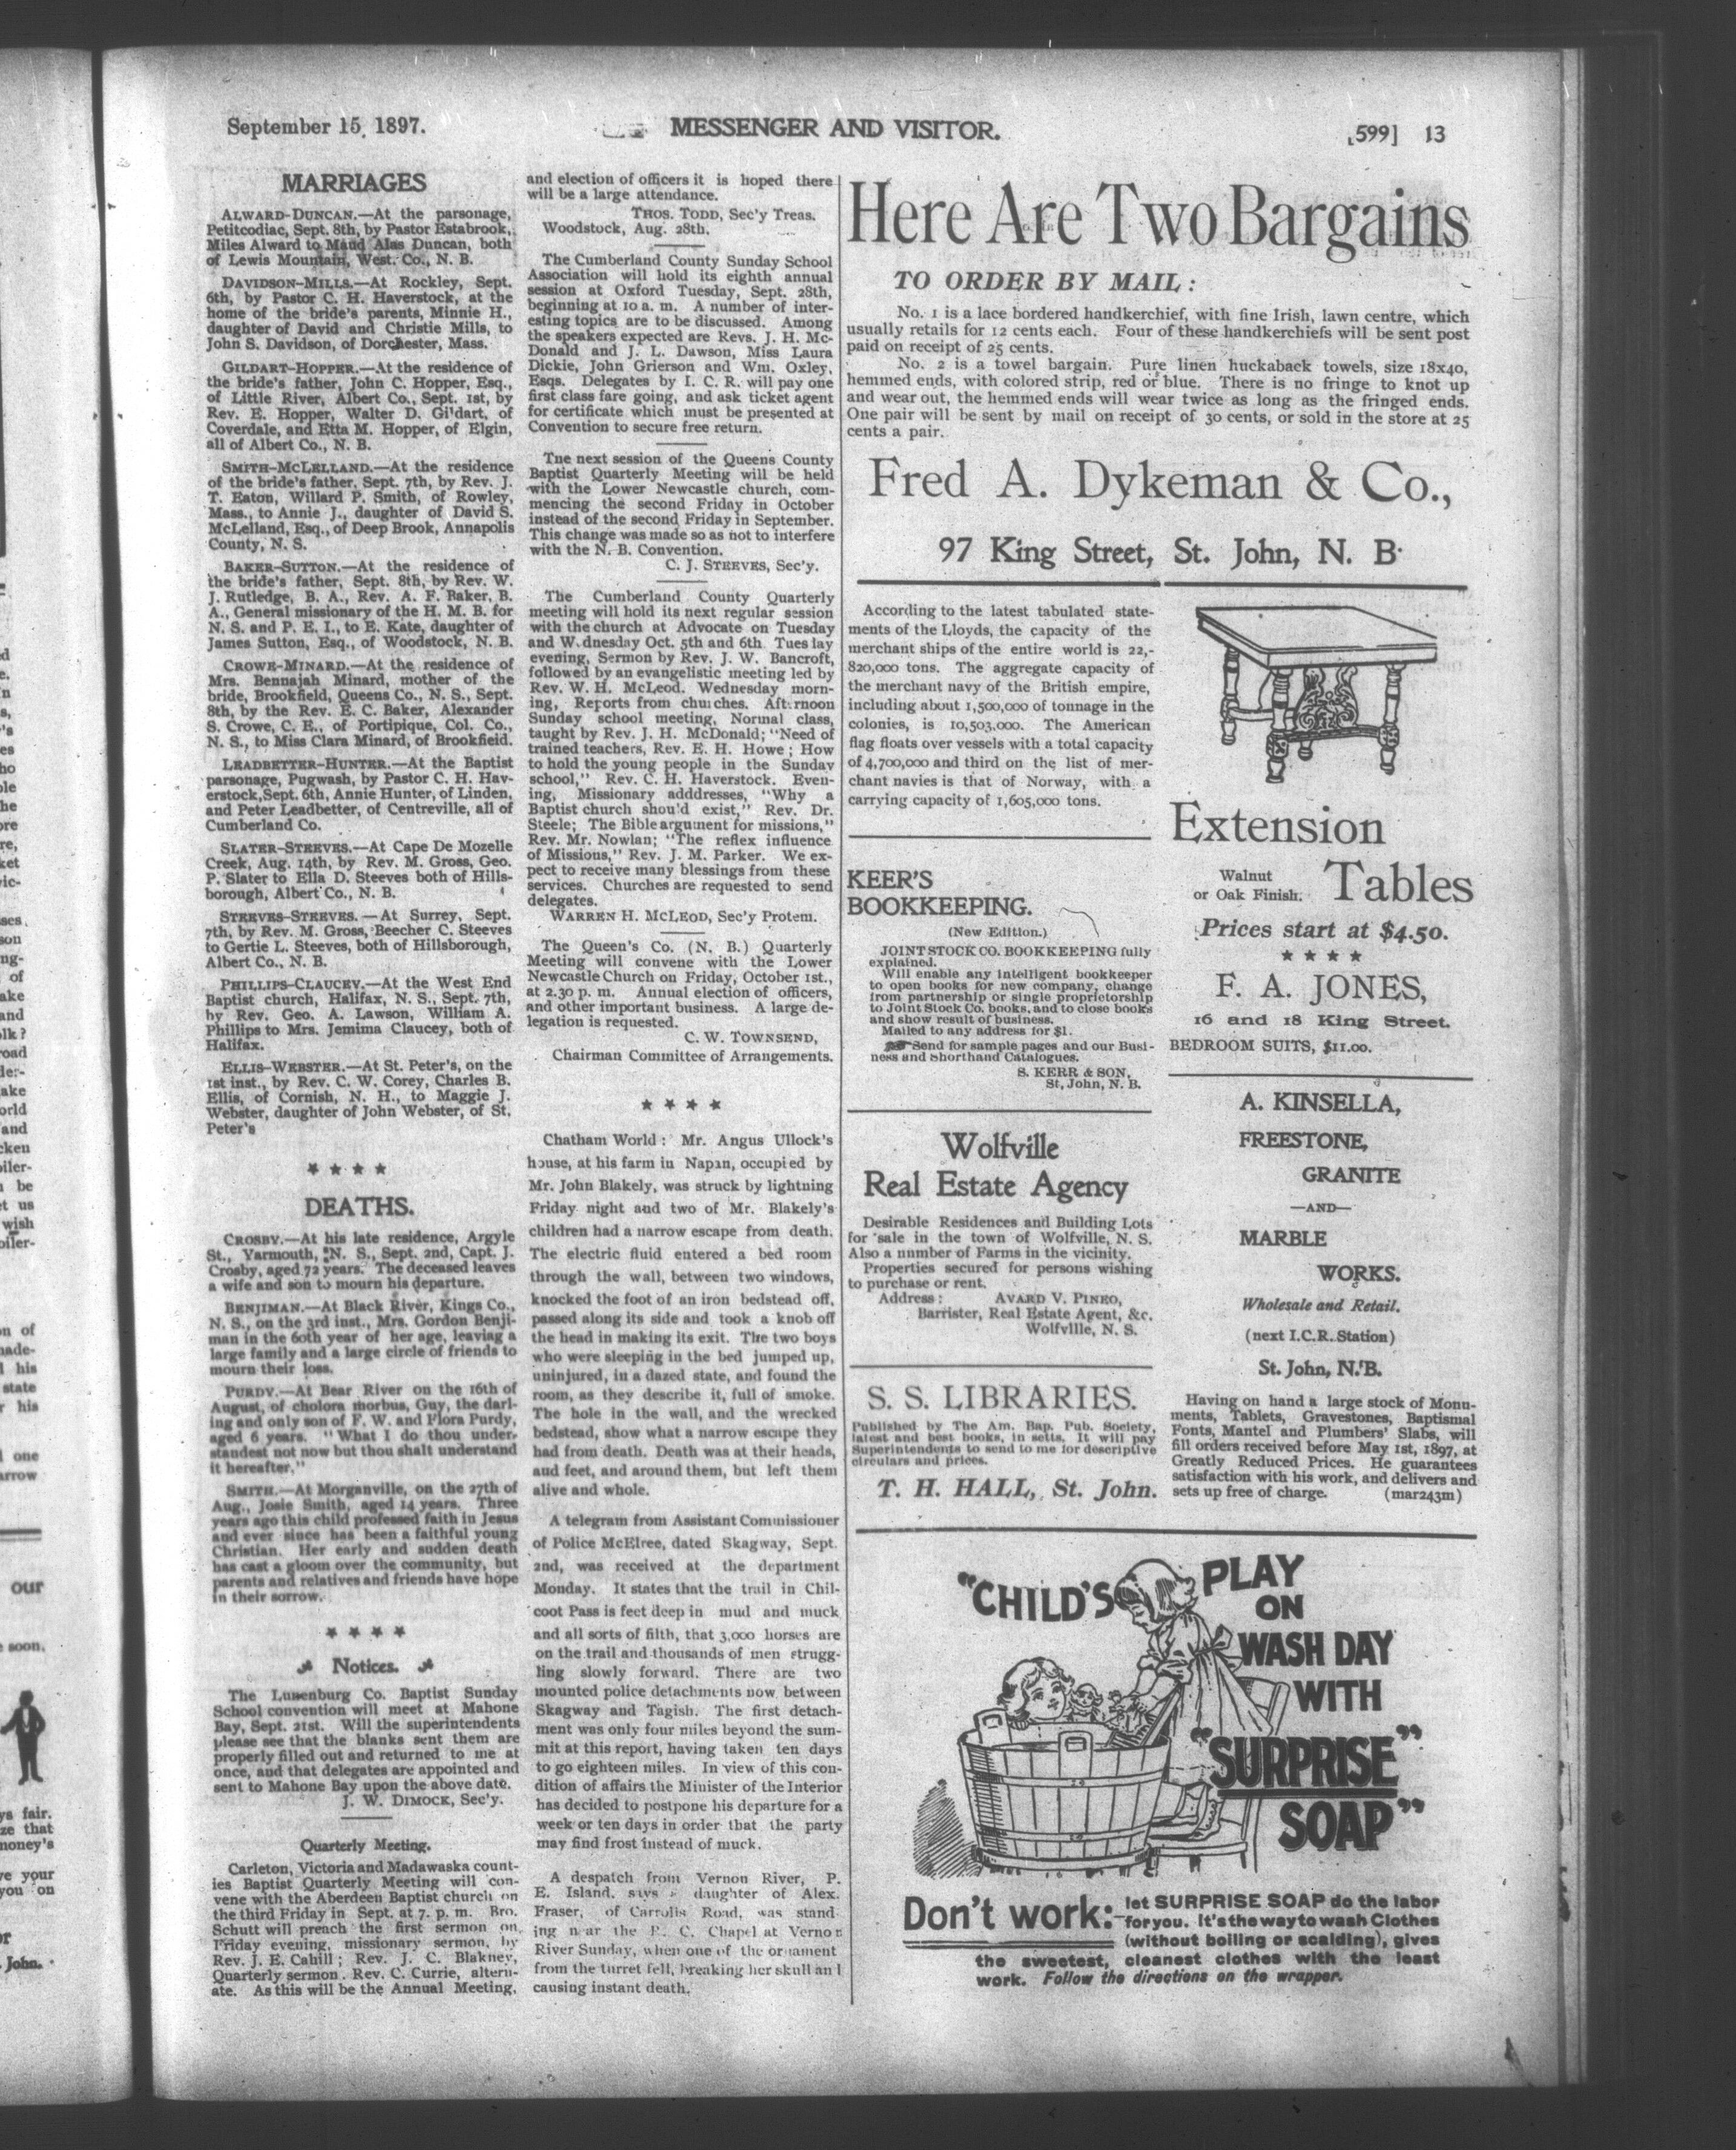 September 15, 1897.
MESSENGER AND VISITOR.
[599] 13
MARRIAGES
ALWARD-DUNCAN.—At the parsonage,
Petitcodiac, Sept. 8th, by Pastor Estabrook,
Miles Alward to Maud Alas Duncan, both
of Lewis Mountain, West. Co., N. B.
DAVIDSON-MILLS.—At Rockley, Sept.
6th, by Pastor C. H. Haverstock, at the
home of the bride's parents, Minnie H.,
daughter of David and Christie Mills, to
John S. Davidson, of Dorchester, Mass.
GILDART-HOPPER.—At the residence of
the bride's father, John C. Hopper, Esq.,
of Little River, Albert Co., Sept. 1st, by
Rev. E. Hopper, Walter D. Gildart, of
Coverdale, and Etta M. Hopper, of Elgin,
all of Albert Co., N. B.
SMITH-MCLELLAND.—At the residence
of the bride's father, Sept. 7th, by Rev. J.
T. Eaton, Willard P. Smith, of Rowley,
Mass., to Annie J., daughter of David S.
McLelland, Esq., of Deep Brook, Annapolis
County, N. S.
BAKER-SUTTON.—At the residence of
the bride's father, Sept. 8th, by Rev. W.
J. Rutledge, B. A., Rev. A. F. Baker, B.
A., General missionary of the H. M. B. for
N. S. and P. E. I., to E. Kate, daughter of
James Sutton, Esq., of Woodstock, N. B.
CROWE-MINARD.—At the residence of
Mrs. Bennajah Minard, mother of the
bride, Brookfield, Queens Co., N. S., Sept.
8th, by the Rev. E. C. Baker, Alexander
S. Crowe, C. E., of Portipique, Col. Co.,
N. S., to Miss Clara Minard, of Brookfield.
LEADBETTER-HUNTER.—At the Baptist
parsonage, Pugwash, by Pastor C. H. Hav-
erstock, Sept. 6th, Annie Hunter, of Linden,
and Peter Leadbetter, of Centreville, all of
Cumberland Co.
SLATER-STEEVES.—At Cape De Mozelle
Creek, Aug. 14th, by Rev. M. Gross, Geo.
P. Slater to Ella D. Steeves both of Hills-
borough, Albert Co., N. B.
STEEVES-STEEVES.—At Surrey, Sept.
7th, by Rev. M. Gross, Beecher C. Steeves
to Gertie L. Steeves, both of Hillsborough,
Albert Co., N. B.
PHILLIPS-CLAUCEY.—At the West End
Baptist church, Halifax, N. S., Sept. 7th,
by Rev. Geo. A. Lawson, William A.
Phillips to Mrs. Jemima Claucey, both of
Halifax.
ELLIS-WEBSTER.—At St. Peter's, on the
1st inst., by Rev. C. W. Corey, Charles B.
Ellis, of Cornish, N. H., to Maggie J.
Webster, daughter of John Webster, of St.
Peter's
* * * *
DEATHS.
CROSBY.—At his late residence, Argyle
St., Yarmouth, N. S., Sept. 2nd, Capt. J.
Crosby, aged 72 years. The deceased leaves
a wife and son to mourn his departure.
BENJIMAN.—At Black River, Kings Co.,
N. S., on the 3rd inst., Mrs. Gordon Benji-
man in the 60th year of her age, leaving a
large family and a large circle of friends to
mourn their loss.
PURDY.—At Bear River on the 16th of
August, of cholora morbus, Guy, the darl-
ing and only son of F. W. and Flora Purdy,
aged 6 years. "What I do thou under-
standest not now but thou shalt understand
it hereafter."
SMITH.—At Morganville, on the 27th of
Aug., Josie Smith, aged 14 years. Three
years ago this child professed faith in Jesus
and ever since has been a faithful young
Christian. Her early and sudden death
has cast a gloom over the community, but
parents and relatives and friends have hope
in their sorrow.
* * * *
Notices.
The Lunenburg Co. Baptist Sunday
School convention will meet at Mahone
Bay, Sept. 21st. Will the superintendents
please see that the blanks sent them are
properly filled out and returned to me at
once, and that delegates are appointed and
sent to Mahone Bay upon the above date.
J. W. DIMOCK, Sec'y.
Quarterly Meeting.
Carleton, Victoria and Madawaska count-
ies Baptist Quarterly Meeting will con-
vene with the Aberdeen Baptist church on
the third Friday in Sept. at 7. p. m. Bro.
Schutt will preach the first sermon on
Friday evening, missionary sermon, by
Rev. J. E. Cahill; Rev. J. C. Blakney,
Quarterly sermon. Rev. C. Currie, altern-
ate. As this will be the Annual Meeting,
and election of officers it is hoped there
will be a large attendance.
THOS. TODD, Sec'y Treas.
Woodstock, Aug. 28th.
The Cumberland County Sunday School
Association will hold its eighth annual
session at Oxford Tuesday, Sept. 28th,
beginning at 10 a. m. A number of inter-
esting topics are to be discussed. Among
the speakers expected are Revs. J. H. Mc-
Donald and J. L. Dawson, Miss Laura
Dickie, John Grierson and Wm. Oxley,
Esqs. Delegates by I. C. R. will pay one
first class fare going, and ask ticket agent
for certificate which must be presented at
Convention to secure free return.
Tne next session of the Queens County
Baptist Quarterly Meeting will be held
with the Lower Newcastle church, com-
mencing the second Friday in October
instead of the second Friday in September.
This change was made so as not to interfere
with the N. B. Convention.
C. J. STEEVES, Sec'y.
The Cumberland County Quarterly
meeting will hold its next regular session
with the church at Advocate on Tuesday
and W.dnesday Oct. 5th and 6th. Tues lay
evening, Sermon by Rev. J. W. Bancroft,
followed by an evangelistic meeting led by
Rev. W. H. McLeod. Wednesday morn-
ing, Reports from churches. Aft.rnoon
Sunday school meeting, Normal class,
taught by Rev. J. H. McDonald; "Need of
trained teachers, Rev. E. H. Howe; How
to hold the young people in the Sunday
school," Rev. C. H. Haverstock. Even-
ing, Missionary adddresses, "Why a
Baptist church shou'd exist," Rev. Dr.
Steele; The Bible argument for missions,"
Rev. Mr. Nowlan; "The reflex influence
of Missions," Rev. J. M. Parker. We ex-
pect to receive many blessings from these
services. Churches are requested to send
delegates.
WARREN H. MCLEOD, Sec'y Protem.
The Queen's Co. (N. B.) Quarterly
Meeting will convene with the Lower
Newcastle Church on Friday, October 1st.,
at 2.30 p. m. Annual election of officers,
and other important business. A large de-
legation is requested.
C. W. TOWNSEND,
Chairman Committee of Arrangements.
* * * *
Chatham World: Mr. Angus Ullock's
house, at his farm in Napan, occupied by
Mr. John Blakely, was struck by lightning
Friday night and two of Mr. Blakely's
children had a narrow escape from death.
The electric fluid entered a bed room
through the wall, between two windows,
knocked the foot of an iron bedstead off,
passed along its side and took a knob off
the head in making its exit. The two boys
who were sleeping in the bed jumped up,
uninjured, in a dazed state, and found the
room, as they describe it, full of smoke.
The hole in the wall, and the wrecked
bedstead, show what a narrow escape they
had from death. Death was at their heads,
and feet, and around them, but left them
alive and whole.
A telegram from Assistant Commissioner
of Police McElree, dated Skagway, Sept.
2nd, was received at the department
Monday. It states that the trail in Chil-
coot Pass is feet deep in mud and muck
and all sorts of filth, that 3,000 horses are
on the trail and thousands of men strugg-
ling slowly forward. There are two
mounted police detachments now between
Skagway and Tagish. The first detach-
ment was only four miles beyond the sum-
mit at this report, having taken ten days
to go eighteen miles. In view of this con-
dition of affairs the Minister of the Interior
has decided to postpone his departure for a
week or ten days in order that the party
may find frost instead of muck.
A despatch from Vernon River, P.
E. Island, says a daughter of Alex.
Fraser, of Carrolls Road, was stand
ing near the R. C. Chapel at Vernon
River Sunday, when one of the ornament
from the turret fell, breaking her skull and
causing instant death.
Here Are Two Bargains
TO ORDER BY MAIL:
No. 1 is a lace bordered handkerchief, with fine Irish, lawn centre, which
usually retails for 12 cents each. Four of these handkerchiefs will be sent post
paid on receipt of 25 cents.
No. 2 is a towel bargain. Pure linen huckaback towels, size 18x40,
hemmed ends, with colored strip, red or blue. There is no fringe to knot up
and wear out, the hemmed ends will wear twice as long as the fringed ends.
One pair will be sent by mail on receipt of 30 cents, or sold in the store at 25
cents a pair.
Fred A. Dykeman & Co.,
97 King Street, St. John, N. B.
According to the latest tabulated state-
ments of the Lloyds, the capacity of the
merchant ships of the entire world is 22,-
820,000 tons. The aggregate capacity of
the merchant navy of the British empire,
including about 1,500,000 of tonnage in the
colonies, is 10,503,000. The American
flag floats over vessels with a total capacity
of 4,700,000 and third on the list of mer-
chant navies is that of Norway, with a
carrying capacity of 1,605,000 tons.
KEER'S
BOOKKEEPING.
(New Edition.)
JOINT STOCK CO. BOOKKEEPING fully
explained.
Will enable any intelligent bookkeeper
to open books for new company, change
from partnership or single proprietorship
to Joint Stock Co. books, and to close books
and show result of business.
Mailed to any address for $1.
Send for sample pages and our Busi-
ness and Shorthand Catalogues.
S. KERR & SON,
St, John, N. B.
Wolfville
Real Estate Agency
Desirable Residences and Building Lots
for sale in the town of Wolfville, N. S.
Also a number of Farms in the vicinity.
Properties secured for persons wishing
to purchase or rent.
Address: AVARD V. PINEO,
Barrister, Real Estate Agent, &c.
Wolfville, N. S.
S. S. LIBRARIES.
Published by The Am. Bap. Pub. Society,
latest and best books, in setts. It will pay
Superintendents to send to me for descriptive
circulars and prices.
T. H. HALL, St. John.
Extension
Tables
Walnut
or Oak Finish.
Prices start at $4.50.
* * * *
F. A. JONES,
16 and 18 King Street.
BEDROOM SUITS, $11.00.
A. KINSELLA,
FREESTONE,
GRANITE
—AND—
MARBLE
WORKS.
Wholesale and Retail.
(next I.C.R. Station)
St. John, N. B.
Having on hand a large stock of Monu-
ments, Tablets, Gravestones, Baptismal
Fonts, Mantel and Plumbers' Slabs, will
fill orders received before May 1st, 1897, at
Greatly Reduced Prices. He guarantees
satisfaction with his work, and delivers and
sets up free of charge. (mar243m)
"CHILD'S PLAY
ON
WASH DAY
WITH
"SURPRISE"
SOAP"
Don't work: let SURPRISE SOAP do the labor
for you. It's the way to wash Clothes
(without boiling or scalding), gives
the sweetest, cleanest clothes with the least
work. Follow the directions on the wrapper.